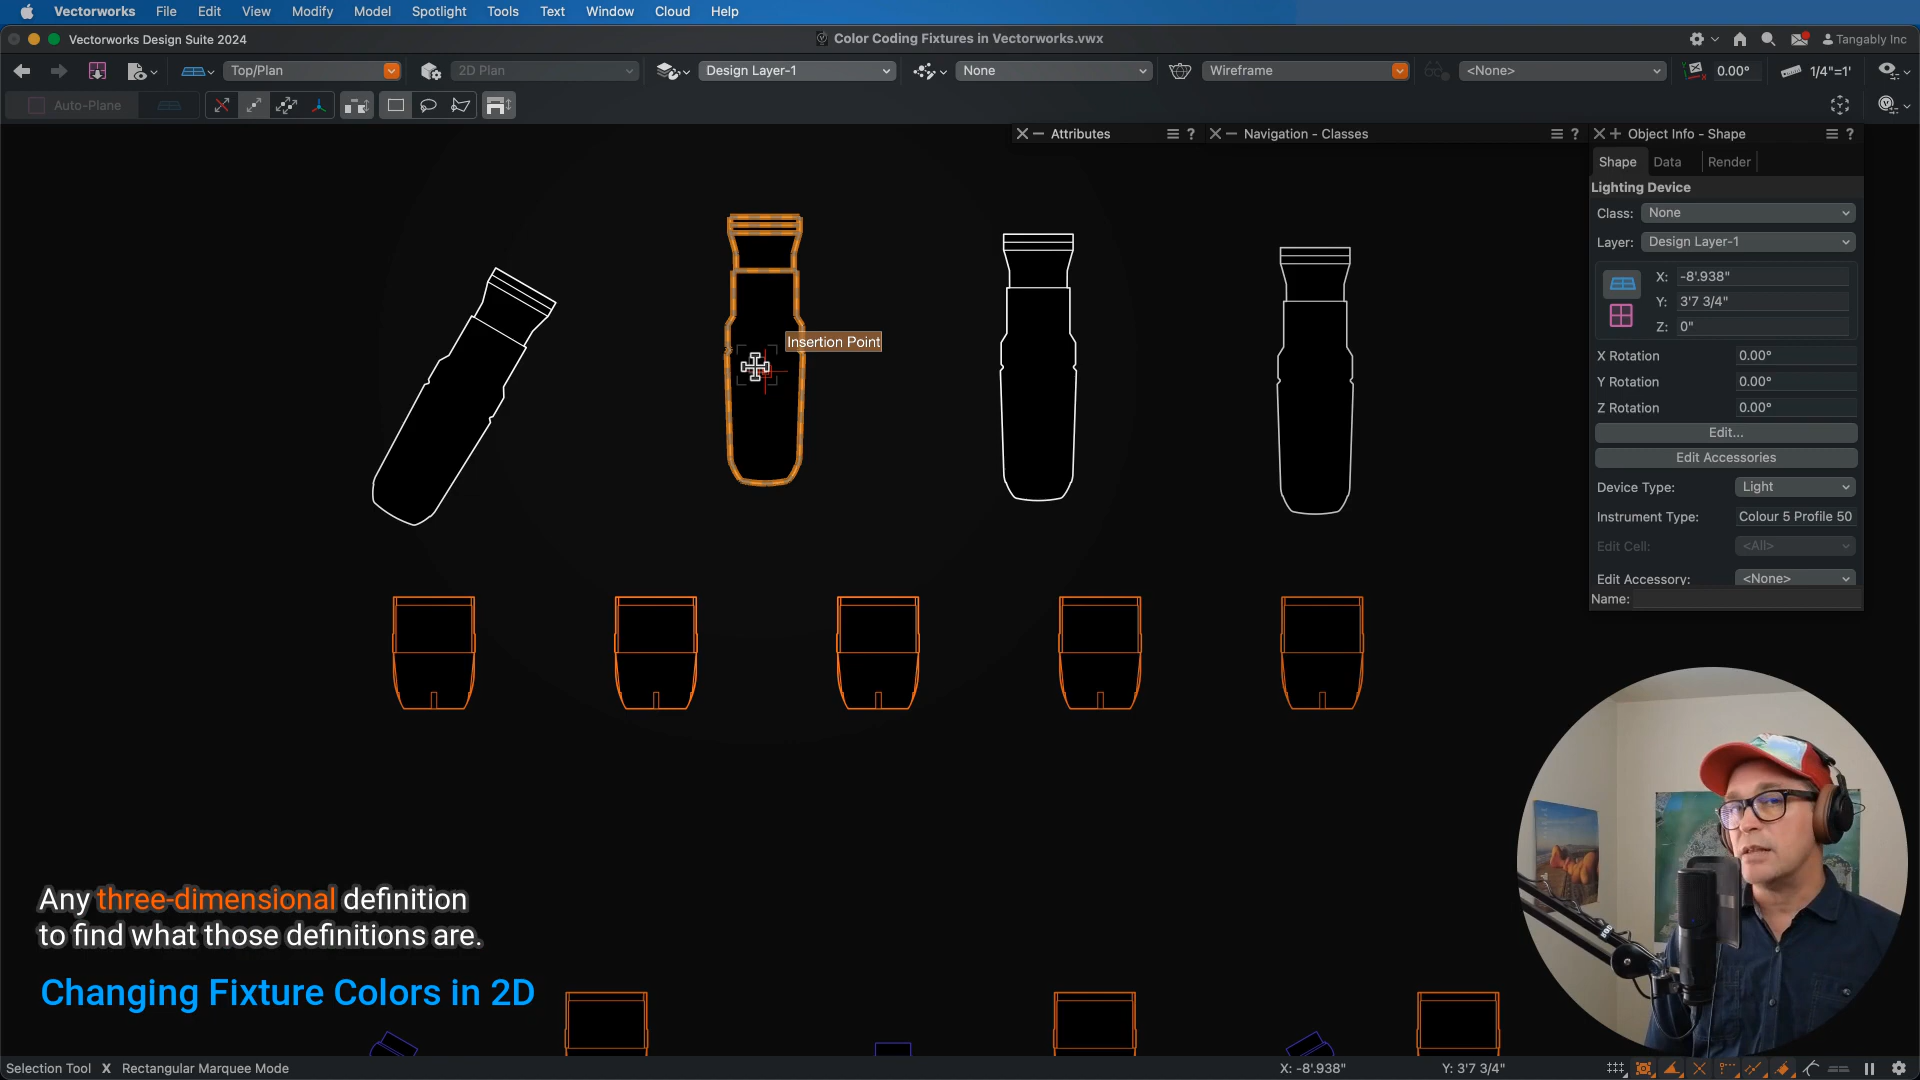 Vectorworks File Edit View Modify Model Spotlight Tools Text Window Cloud Help
Vectorworks Design Suite 2024
Color Coding Fixtures in Vectorworks.vwx
Tangably Inc
Top/Plan
2D Plan
Design Layer-1
None
Wireframe
<None>
0.00°
1/4"=1'
Auto-Plane
Attributes
?
Navigation - Classes
?
Object Info - Shape
?
Shape Data Render
Lighting Device
Class: None
Layer: Design Layer-1
X: -8'.938"
Y: 3'7 3/4"
Z: 0"
X Rotation 0.00°
Y Rotation 0.00°
Z Rotation 0.00°
Edit...
Edit Accessories
Device Type: Light
Instrument Type: Colour 5 Profile 50
Edit Cell: <All>
Edit Accessory: <None>
Name:
Insertion Point
Any three-dimensional definition
to find what those definitions are.
Changing Fixture Colors in 2D
Selection Tool X Rectangular Marquee Mode
X: -8'.938"
Y: 3'7 3/4"